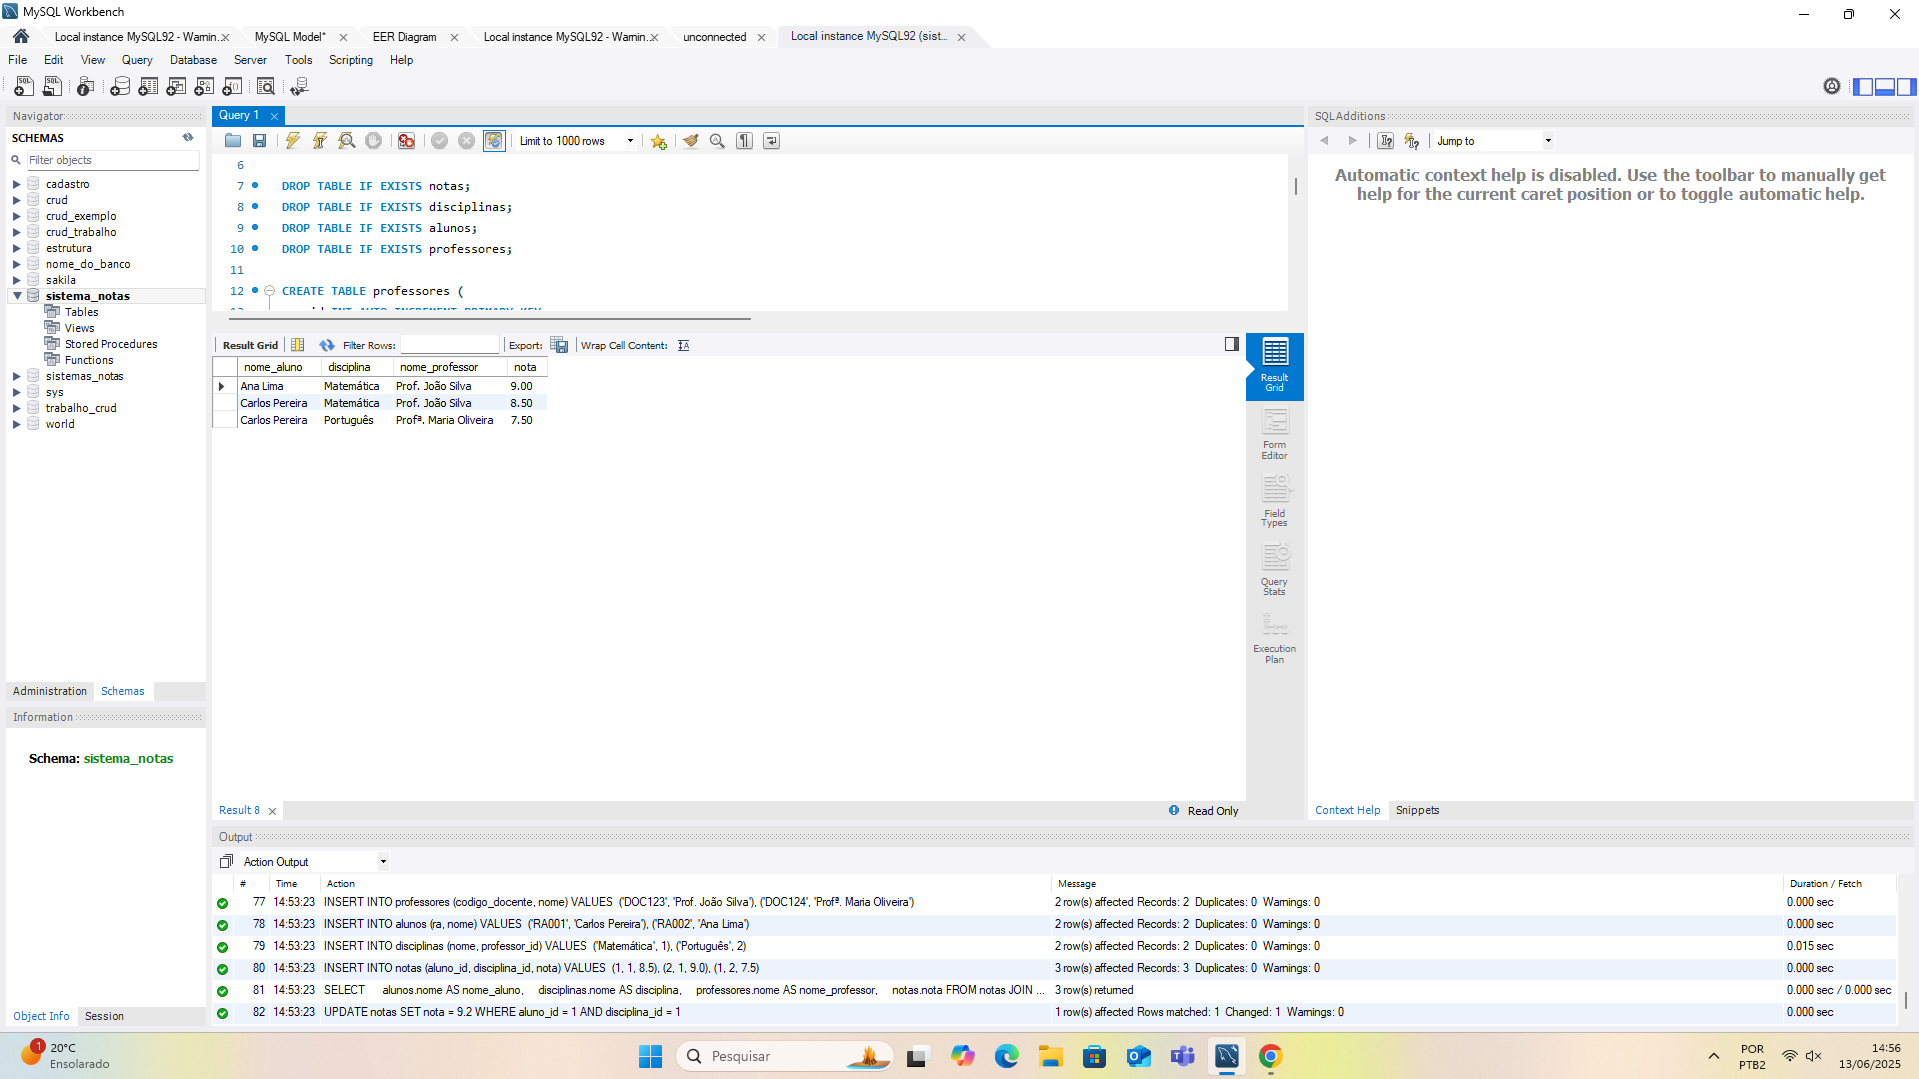 MySQL Workbench
Local instance MySQL92 - Warnin...
MySQL Model*
EER Diagram
Local instance MySQL92 - Warnin...
unconnected
Local instance MySQL92 (sist...
File Edit View Query Database Server Tools Scripting Help
Navigator
SCHEMAS
Filter objects
cadastro
crud
crud_exemplo
crud_trabalho
estrutura
nome_do_banco
sakila
sistema_notas
Tables
Views
Stored Procedures
Functions
sistemas_notas
sys
trabalho_crud
world
Administration Schemas
Information
Schema: sistema_notas
Object Info Session
Query 1
Limit to 1000 rows
6
7 DROP TABLE IF EXISTS notas;
8 DROP TABLE IF EXISTS disciplinas;
9 DROP TABLE IF EXISTS alunos;
10 DROP TABLE IF EXISTS professores;
11
12 CREATE TABLE professores (
Result Grid Filter Rows: Export: Wrap Cell Content:
nome_aluno disciplina nome_professor nota
Ana Lima Matemática Prof. João Silva 9.00
Carlos Pereira Matemática Prof. João Silva 8.50
Carlos Pereira Português Profª. Maria Oliveira 7.50
Result Grid
Form Editor
Field Types
Query Stats
Execution Plan
Result 8
Read Only
SQLAdditions
Jump to
Automatic context help is disabled. Use the toolbar to manually get
help for the current caret position or to toggle automatic help.
Context Help Snippets
Output
Action Output
# Time Action Message Duration / Fetch
77 14:53:23 INSERT INTO professores (codigo_docente, nome) VALUES ('DOC123', 'Prof. João Silva'), ('DOC124', 'Profª. Maria Oliveira') 2 row(s) affected Records: 2 Duplicates: 0 Warnings: 0 0.000 sec
78 14:53:23 INSERT INTO alunos (ra, nome) VALUES ('RA001', 'Carlos Pereira'), ('RA002', 'Ana Lima') 2 row(s) affected Records: 2 Duplicates: 0 Warnings: 0 0.000 sec
79 14:53:23 INSERT INTO disciplinas (nome, professor_id) VALUES ('Matemática', 1), ('Português', 2) 2 row(s) affected Records: 2 Duplicates: 0 Warnings: 0 0.015 sec
80 14:53:23 INSERT INTO notas (aluno_id, disciplina_id, nota) VALUES (1, 1, 8.5), (2, 1, 9.0), (1, 2, 7.5) 3 row(s) affected Records: 3 Duplicates: 0 Warnings: 0 0.000 sec
81 14:53:23 SELECT alunos.nome AS nome_aluno, disciplinas.nome AS disciplina, professores.nome AS nome_professor, notas.nota FROM notas JOIN ... 3 row(s) returned 0.000 sec / 0.000 sec
82 14:53:23 UPDATE notas SET nota = 9.2 WHERE aluno_id = 1 AND disciplina_id = 1 1 row(s) affected Rows matched: 1 Changed: 1 Warnings: 0 0.000 sec
1
20°C
Ensolarado
Pesquisar
POR
PTB2
14:56
13/06/2025